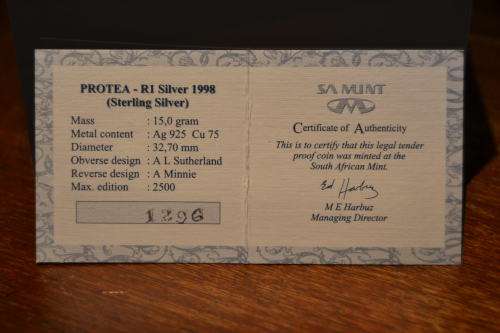 PROTEA - R1 Silver 1998
(Sterling Silver)
Mass : 15,0 gram
Metal content : Ag 925 Cu 75
Diameter : 32,70 mm
Obverse design : A L Sutherland
Reverse design : A Minnie
Max. edition : 2500
1296
SA MINT
Certificate of Authenticity
This is to certify that this legal tender
proof coin was minted at the
South African Mint.
Ed Harbuz
M E Harbuz
Managing Director